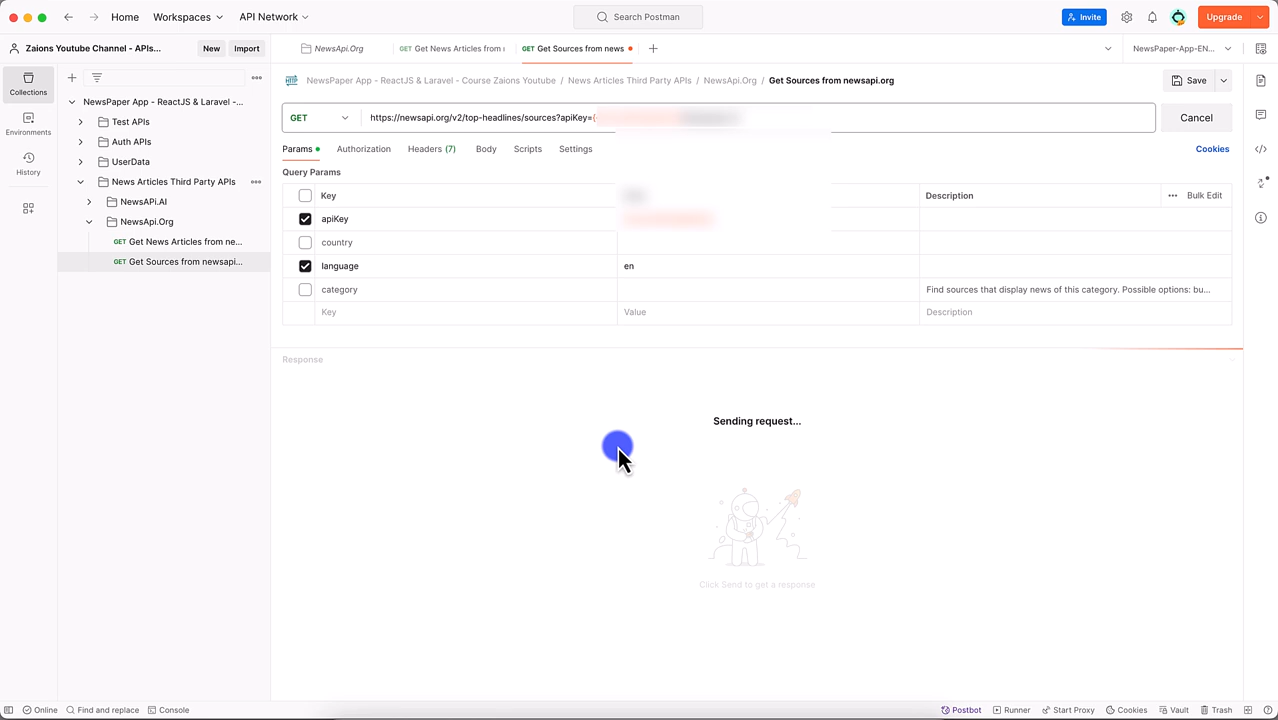 Home Workspaces API Network Search Postman Invite Upgrade
Zaions Youtube Channel - APIs... New Import
NewsApi.Org GET Get News Articles from GET Get Sources from news NewsPaper-App-EN...
Collections
Environments
History
NewsPaper App - ReactJS & Laravel -...
Test APIs
Auth APIs
UserData
News Articles Third Party APIs
NewsAPI.AI
NewsApi.Org
GET Get News Articles from ne...
GET Get Sources from newsapi...
HTTP NewsPaper App - ReactJS & Laravel - Course Zaions Youtube / News Articles Third Party APIs / NewsApi.Org / Get Sources from newsapi.org Save
GET https://newsapi.org/v2/top-headlines/sources?apiKey={ Cancel
Params Authorization Headers (7) Body Scripts Settings Cookies
Query Params
Key Description Bulk Edit
apiKey
country
language en
category Find sources that display news of this category. Possible options: bu...
Key Value Description
Response
Sending request...
Click Send to get a response
Online Find and replace Console Postbot Runner Start Proxy Cookies Vault Trash